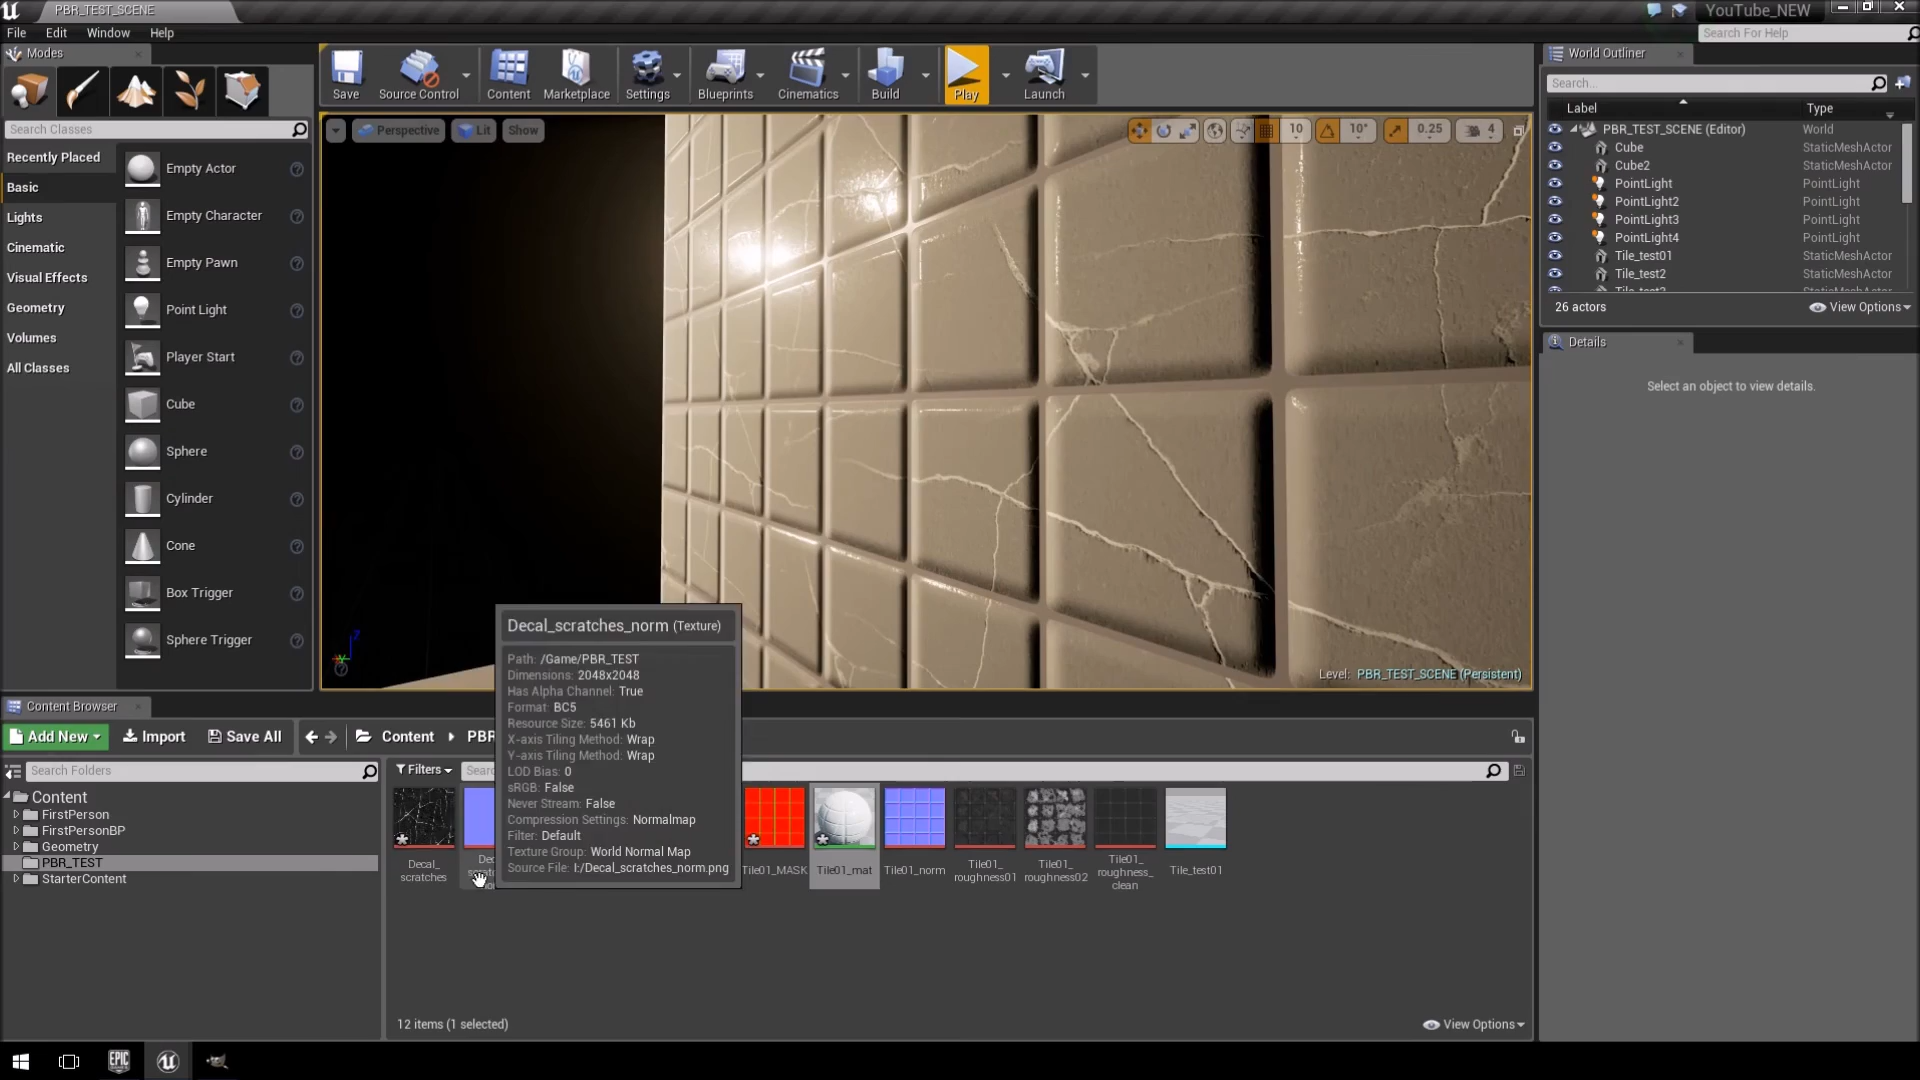 PBR_TEST_SCENE
YouTube_NEW
File Edit Window Help
Search For Help
Modes
Search Classes
Recently Placed
Basic
Lights
Cinematic
Visual Effects
Geometry
Volumes
All Classes
Empty Actor
Empty Character
Empty Pawn
Point Light
Player Start
Cube
Sphere
Cylinder
Cone
Box Trigger
Sphere Trigger
Save
Source Control
Content
Marketplace
Settings
Blueprints
Cinematics
Build
Play
Launch
Perspective Lit Show
10 10° 0.25 4
Level: PBR_TEST_SCENE (Persistent)
World Outliner
Search...
Label Type
PBR_TEST_SCENE (Editor) World
Cube StaticMeshActor
Cube2 StaticMeshActor
PointLight PointLight
PointLight2 PointLight
PointLight3 PointLight
PointLight4 PointLight
Tile_test01 StaticMeshActor
Tile_test2 StaticMeshActor
26 actors View Options
Details
Select an object to view details.
Decal_scratches_norm (Texture)
Path: /Game/PBR_TEST
Dimensions: 2048x2048
Has Alpha Channel: True
Format: BC5
Resource Size: 5461 Kb
X-axis Tiling Method: Wrap
Y-axis Tiling Method: Wrap
LOD Bias: 0
sRGB: False
Never Stream: False
Compression Settings: Normalmap
Filter: Default
Texture Group: World Normal Map
Source File: I:/Decal_scratches_norm.png
Content Browser
Add New Import Save All Content PBR
Search Folders
Content
FirstPerson
FirstPersonBP
Geometry
PBR_TEST
StarterContent
Filters
Decal_
scratches
Tile01_MASK
Tile01_mat
Tile01_norm
Tile01_
roughness01
Tile01_
roughness02
Tile01_
roughness_
clean
Tile_test01
12 items (1 selected)
View Options
EPIC
GAMES